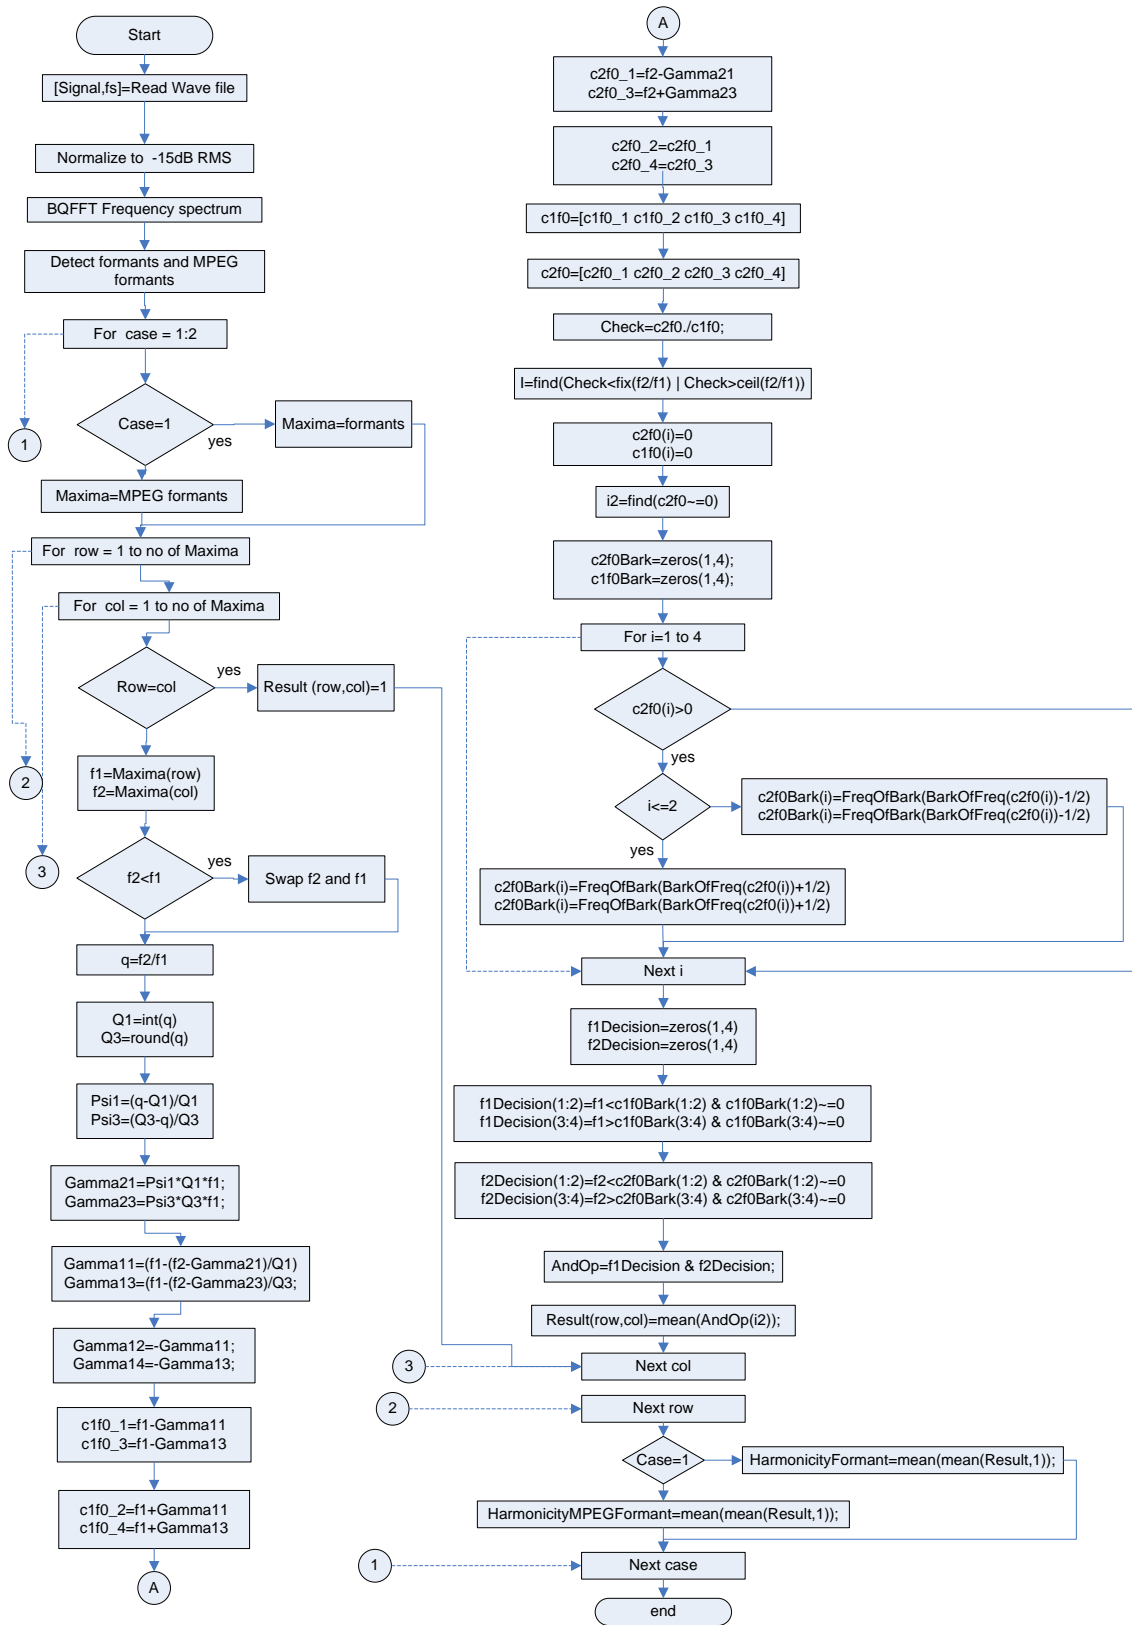 Start
[Signal,fs]=Read Wave file
Normalize to -15dB RMS
BQFFT Frequency spectrum
Detect formants and MPEG
formants
For case = 1:2
Case=1
yes
Maxima=formants
1
Maxima=MPEG formants
For row = 1 to no of Maxima
For col = 1 to no of Maxima
Row=col
yes
Result (row,col)=1
2
f1=Maxima(row)
f2=Maxima(col)
3
f2<f1
yes
Swap f2 and f1
q=f2/f1
Q1=int(q)
Q3=round(q)
Psi1=(q-Q1)/Q1
Psi3=(Q3-q)/Q3
Gamma21=Psi1*Q1*f1;
Gamma23=Psi3*Q3*f1;
Gamma11=(f1-(f2-Gamma21)/Q1)
Gamma13=(f1-(f2-Gamma23)/Q3;
Gamma12=-Gamma11;
Gamma14=-Gamma13;
c1f0_1=f1-Gamma11
c1f0_3=f1-Gamma13
c1f0_2=f1+Gamma11
c1f0_4=f1+Gamma13
A
A
c2f0_1=f2-Gamma21
c2f0_3=f2+Gamma23
c2f0_2=c2f0_1
c2f0_4=c2f0_3
c1f0=[c1f0_1 c1f0_2 c1f0_3 c1f0_4]
c2f0=[c2f0_1 c2f0_2 c2f0_3 c2f0_4]
Check=c2f0./c1f0;
I=find(Check<fix(f2/f1) | Check>ceil(f2/f1))
c2f0(i)=0
c1f0(i)=0
i2=find(c2f0~=0)
c2f0Bark=zeros(1,4);
c1f0Bark=zeros(1,4);
For i=1 to 4
c2f0(i)>0
yes
i<=2
yes
c2f0Bark(i)=FreqOfBark(BarkOfFreq(c2f0(i))-1/2)
c2f0Bark(i)=FreqOfBark(BarkOfFreq(c2f0(i))-1/2)
c2f0Bark(i)=FreqOfBark(BarkOfFreq(c2f0(i))+1/2)
c2f0Bark(i)=FreqOfBark(BarkOfFreq(c2f0(i))+1/2)
Next i
f1Decision=zeros(1,4)
f2Decision=zeros(1,4)
f1Decision(1:2)=f1<c1f0Bark(1:2) & c1f0Bark(1:2)~=0
f1Decision(3:4)=f1>c1f0Bark(3:4) & c1f0Bark(3:4)~=0
f2Decision(1:2)=f2<c2f0Bark(1:2) & c2f0Bark(1:2)~=0
f2Decision(3:4)=f2>c2f0Bark(3:4) & c2f0Bark(3:4)~=0
AndOp=f1Decision & f2Decision;
Result(row,col)=mean(AndOp(i2));
3
Next col
2
Next row
Case=1
HarmonicityFormant=mean(mean(Result,1));
HarmonicityMPEGFormant=mean(mean(Result,1));
1
Next case
end